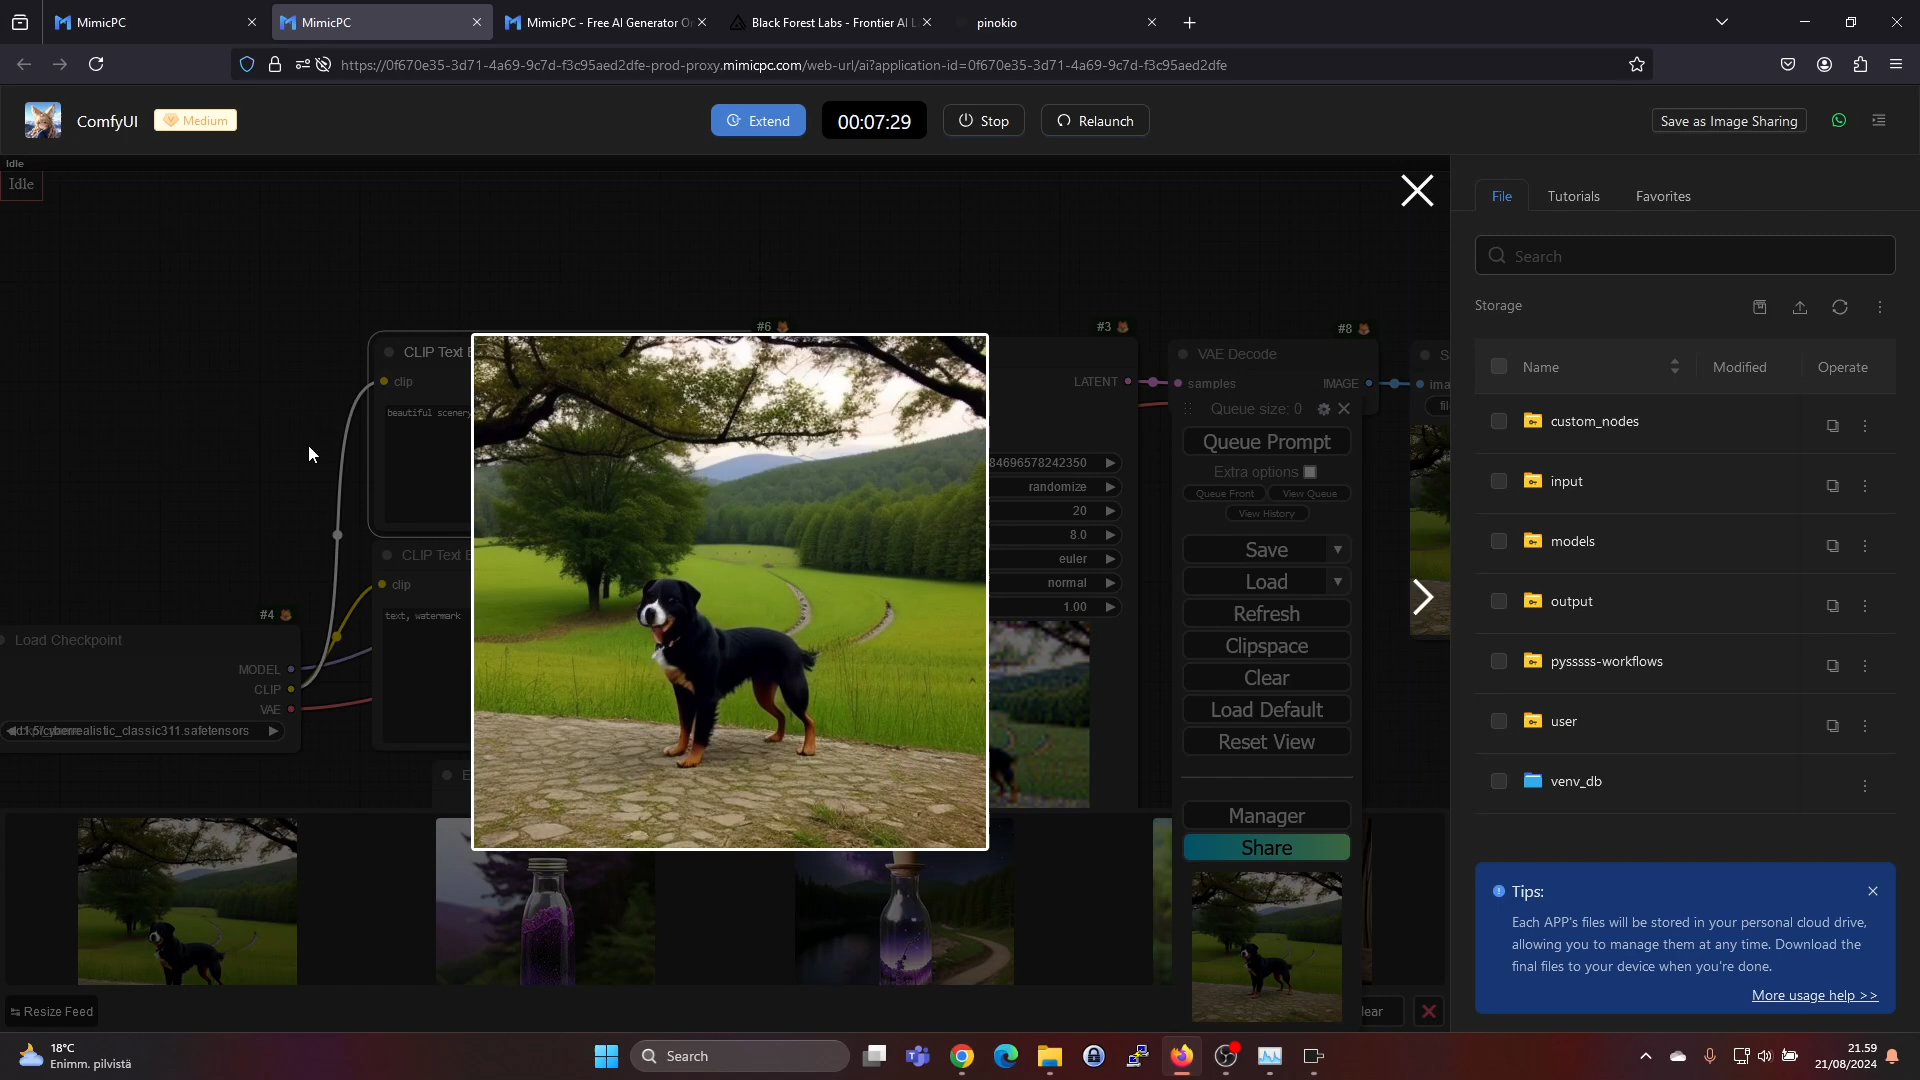 MimicPC
MimicPC
MimicPC - Free AI Generator Or
Black Forest Labs - Frontier AI L
pinokio
https://0f670e35-3d71-4a69-9c7d-f3c95aed2dfe-prod-proxy.mimicpc.com/web-url/ai?application-id=0f670e35-3d71-4a69-9c7d-f3c95aed2dfe
ComfyUI
Medium
Extend
00:07:29
Stop
Relaunch
Save as Image Sharing
Idle
Idle
File
Tutorials
Favorites
Search
Storage
Name
Modified
Operate
custom_nodes
input
models
output
pysssss-workflows
user
venv_db
Tips:
Each APP's files will be stored in your personal cloud drive,
allowing you to manage them at any time. Download the
final files to your device when you're done.
More usage help >>
#6
CLIP Text E
clip
beautiful scenery
CLIP Text E
clip
text, watermark
#4
Load Checkpoint
MODEL
CLIP
VAE
cyberrealistic_classic311.safetensors
#3
LATENT
84696578242350
randomize
20
8.0
euler
normal
1.00
#8
VAE Decode
samples
IMAGE
S
ima
fil
Queue size: 0
Queue Prompt
Extra options
Queue Front
View Queue
View History
Save
Load
Refresh
Clipspace
Clear
Load Default
Reset View
Manager
Share
E
Resize Feed
lear
18°C
Enimm. pilvistä
Search
21.59
21/08/2024